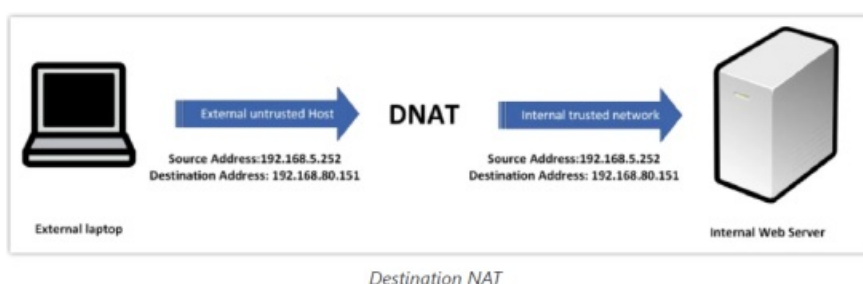 External untrusted Host
DNAT
Internal trusted network
Source Address:192.168.5.252
Destination Address: 192.168.80.151
Source Address:192.168.5.252
Destination Address: 192.168.80.151
External laptop
Internal Web Server
Destination NAT